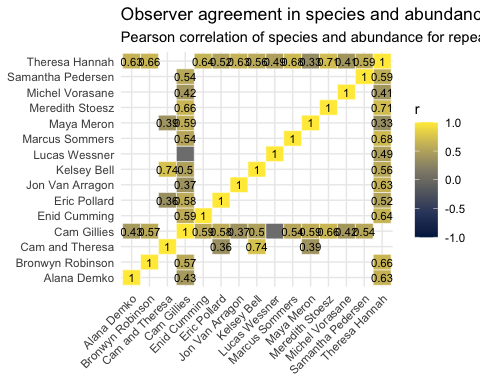 Observer agreement in species and abundanc
Pearson correlation of species and abundance for repe
Theresa Hannah 0.63 0.66 0.64 0.52 0.63 0.56 0.49 0.68 0.33 0.71 0.41 0.59 1
Samantha Pedersen 0.54 1 0.59
Michel Vorasane 0.42 1 0.41
Meredith Stoesz 0.66 1 0.71
Maya Meron 0.39 0.59 1 0.33
Marcus Sommers 0.54 1 0.68
Lucas Wessner 1 0.49
Kelsey Bell 0.74 0.5 1 0.56
Jon Van Arragon 0.37 1 0.63
Eric Pollard 0.36 0.58 1 0.52
Enid Cumming 0.59 1 0.64
Cam Gillies 0.43 0.57 1 0.59 0.58 0.37 0.5 0.54 0.59 0.66 0.42 0.54
Cam and Theresa 1 0.36 0.74 0.39
Bronwyn Robinson 1 0.57 0.66
Alana Demko 1 0.43 0.63
Alana Demko
Bronwyn Robinson
Cam and Theresa
Cam Gillies
Enid Cumming
Eric Pollard
Jon Van Arragon
Kelsey Bell
Lucas Wessner
Marcus Sommers
Maya Meron
Meredith Stoesz
Michel Vorasane
Samantha Pedersen
Theresa Hannah
r
1.0
0.5
0.0
-0.5
-1.0